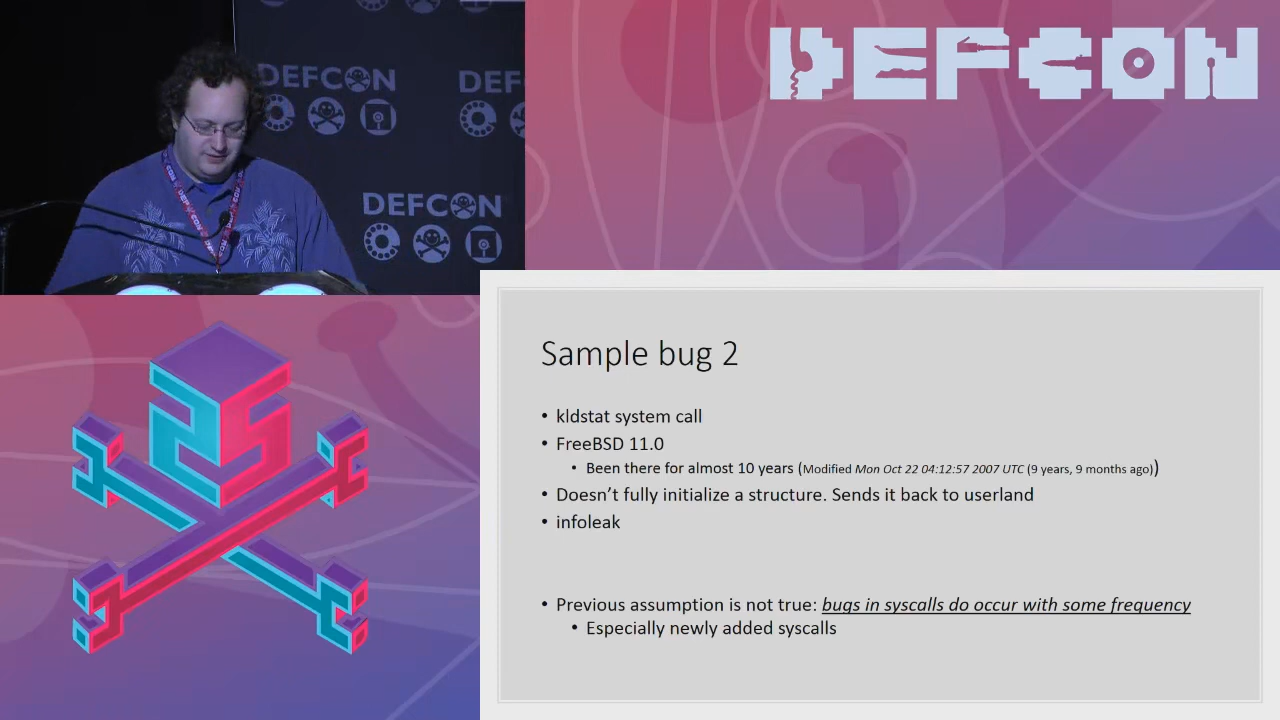 DEFCON
DEF
DEFCON
DEFCON
25
Sample bug 2
• kldstat system call
• FreeBSD 11.0
• Been there for almost 10 years (Modified Mon Oct 22 04:12:57 2007 UTC (9 years, 9 months ago))
• Doesn’t fully initialize a structure. Sends it back to userland
• infoleak
• Previous assumption is not true: bugs in syscalls do occur with some frequency
• Especially newly added syscalls